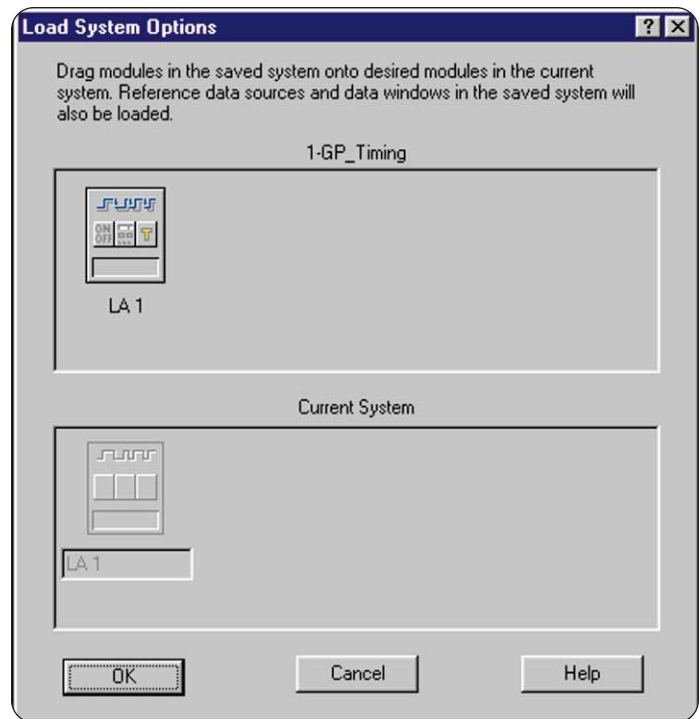 Load System Options
Drag modules in the saved system onto desired modules in the current
system. Reference data sources and data windows in the saved system will
also be loaded.
1-GP_Timing
ON
OFF
T
LA 1
Current System
LA 1
OK
Cancel
Help